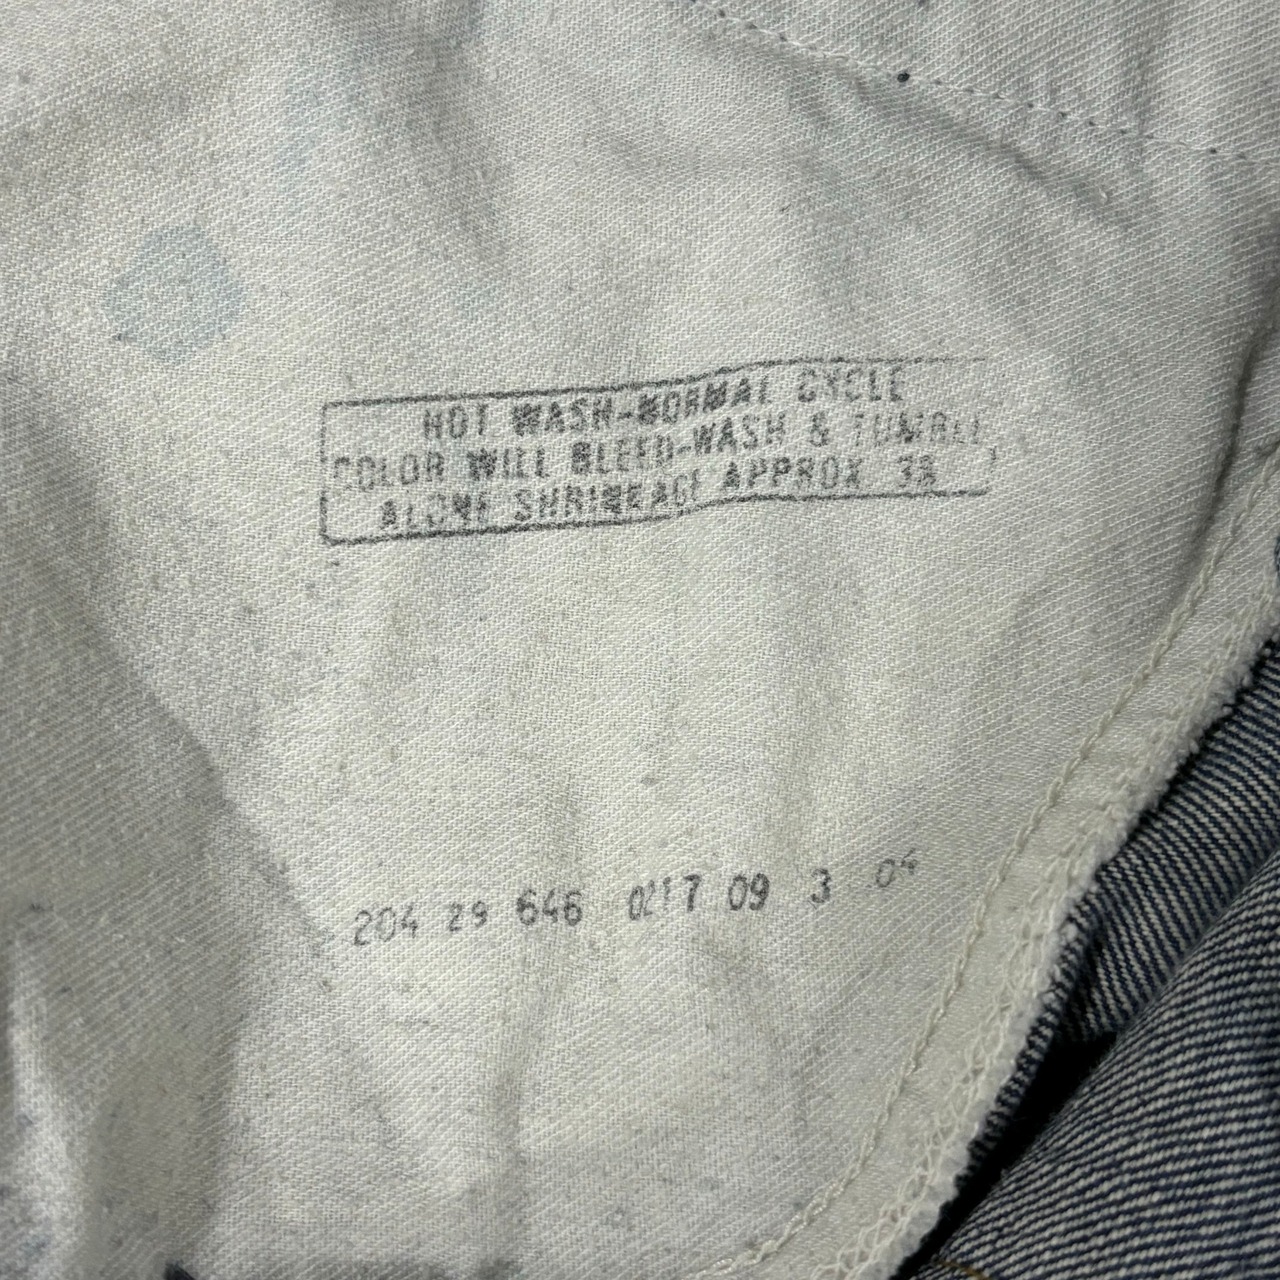 HOT WASH-NORMAL CYCLE
COLOR WILL BLEED-WASH & TUMBLE
ALONE SHRINKAGE APPROX 3%
204 29 646 0217 09 3 04